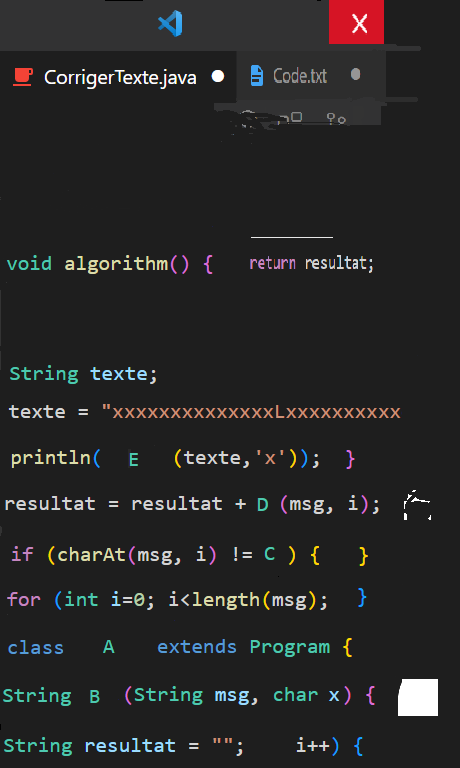 X
CorrigerTexte.java Code.txt
void algorithm() { return resultat;
String texte;
texte = "xxxxxxxxxxxxxxLxxxxxxxxxx
println( E (texte,'x')); }
resultat = resultat + D (msg, i);
if (charAt(msg, i) != C ) { }
for (int i=0; i<length(msg); }
class A extends Program {
String B (String msg, char x) {
String resultat = ""; i++) {